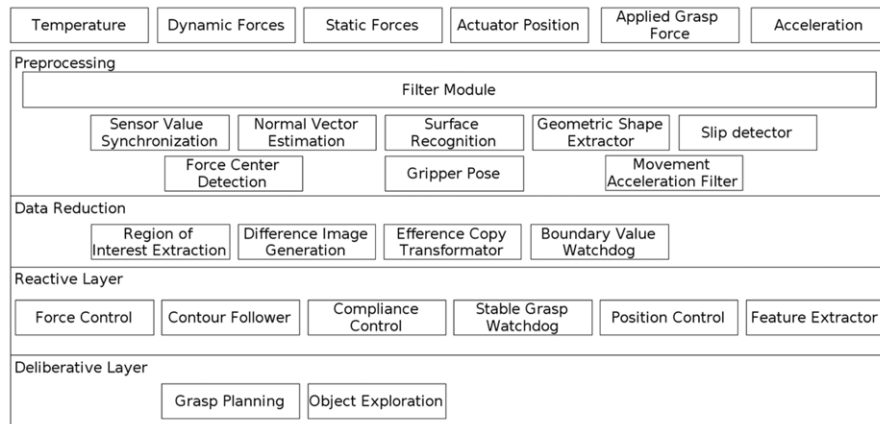 Temperature
Dynamic Forces
Static Forces
Actuator Position
Applied Grasp
Force
Acceleration
Preprocessing
Filter Module
Sensor Value
Synchronization
Normal Vector
Estimation
Surface
Recognition
Geometric Shape
Extractor
Slip detector
Force Center
Detection
Gripper Pose
Movement
Acceleration Filter
Data Reduction
Region of
Interest Extraction
Difference Image
Generation
Efference Copy
Transformator
Boundary Value
Watchdog
Reactive Layer
Force Control
Contour Follower
Compliance
Control
Stable Grasp
Watchdog
Position Control
Feature Extractor
Deliberative Layer
Grasp Planning
Object Exploration